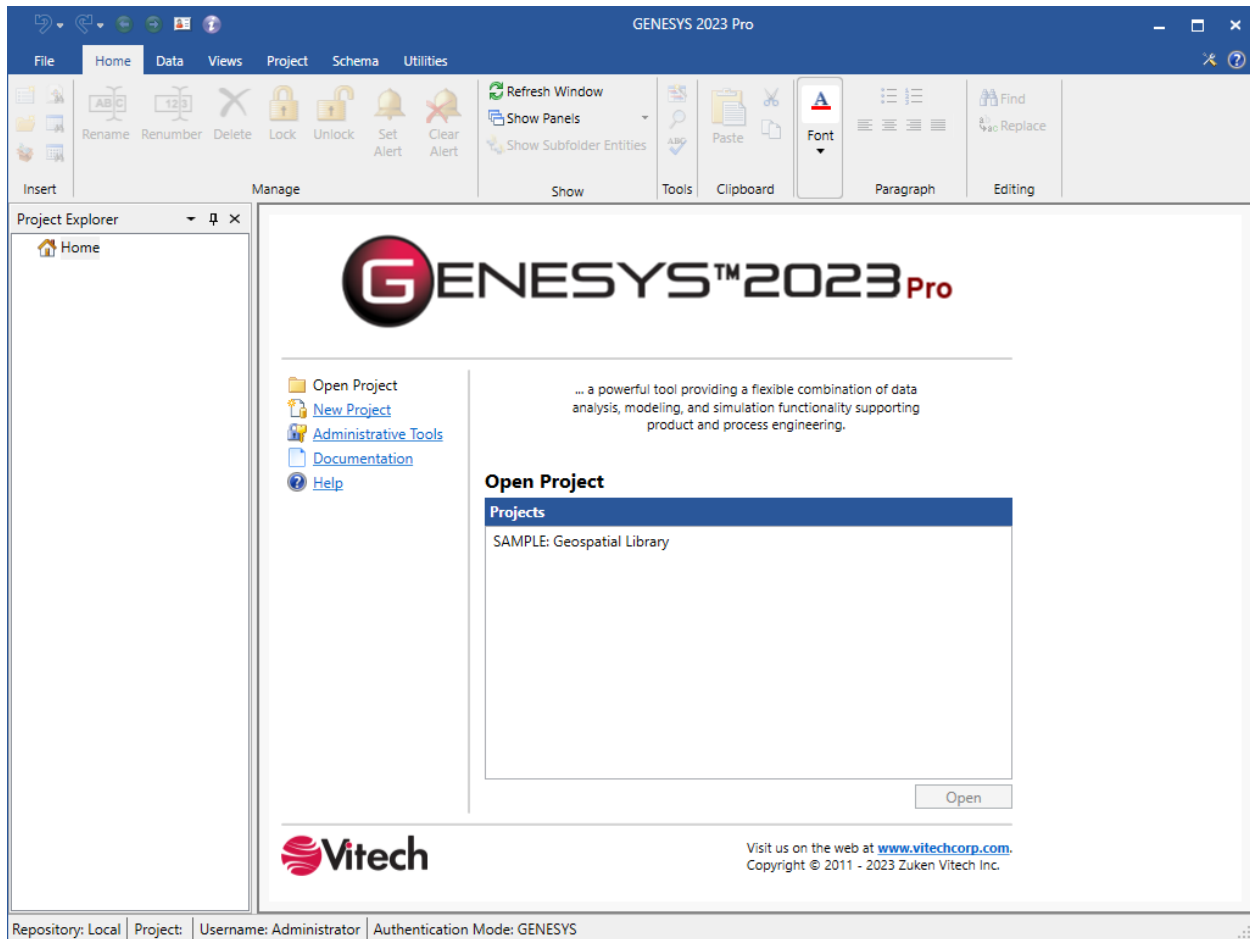 GENESYS 2023 Pro
File Home Data Views Project Schema Utilities
Refresh Window
Show Panels
Show Subfolder Entities
Rename Renumber Delete Lock Unlock Set Alert Clear Alert
ABC
123
ABC
Paste
A
Font
Find
Replace
Insert Manage Show Tools Clipboard Paragraph Editing
Project Explorer
Home
GENESYS™2023 Pro
Open Project
New Project
Administrative Tools
Documentation
Help
... a powerful tool providing a flexible combination of data
analysis, modeling, and simulation functionality supporting
product and process engineering.
Open Project
Projects
SAMPLE: Geospatial Library
Open
Vitech
Visit us on the web at www.vitechcorp.com.
Copyright © 2011 - 2023 Zuken Vitech Inc.
Repository: Local Project: Username: Administrator Authentication Mode: GENESYS